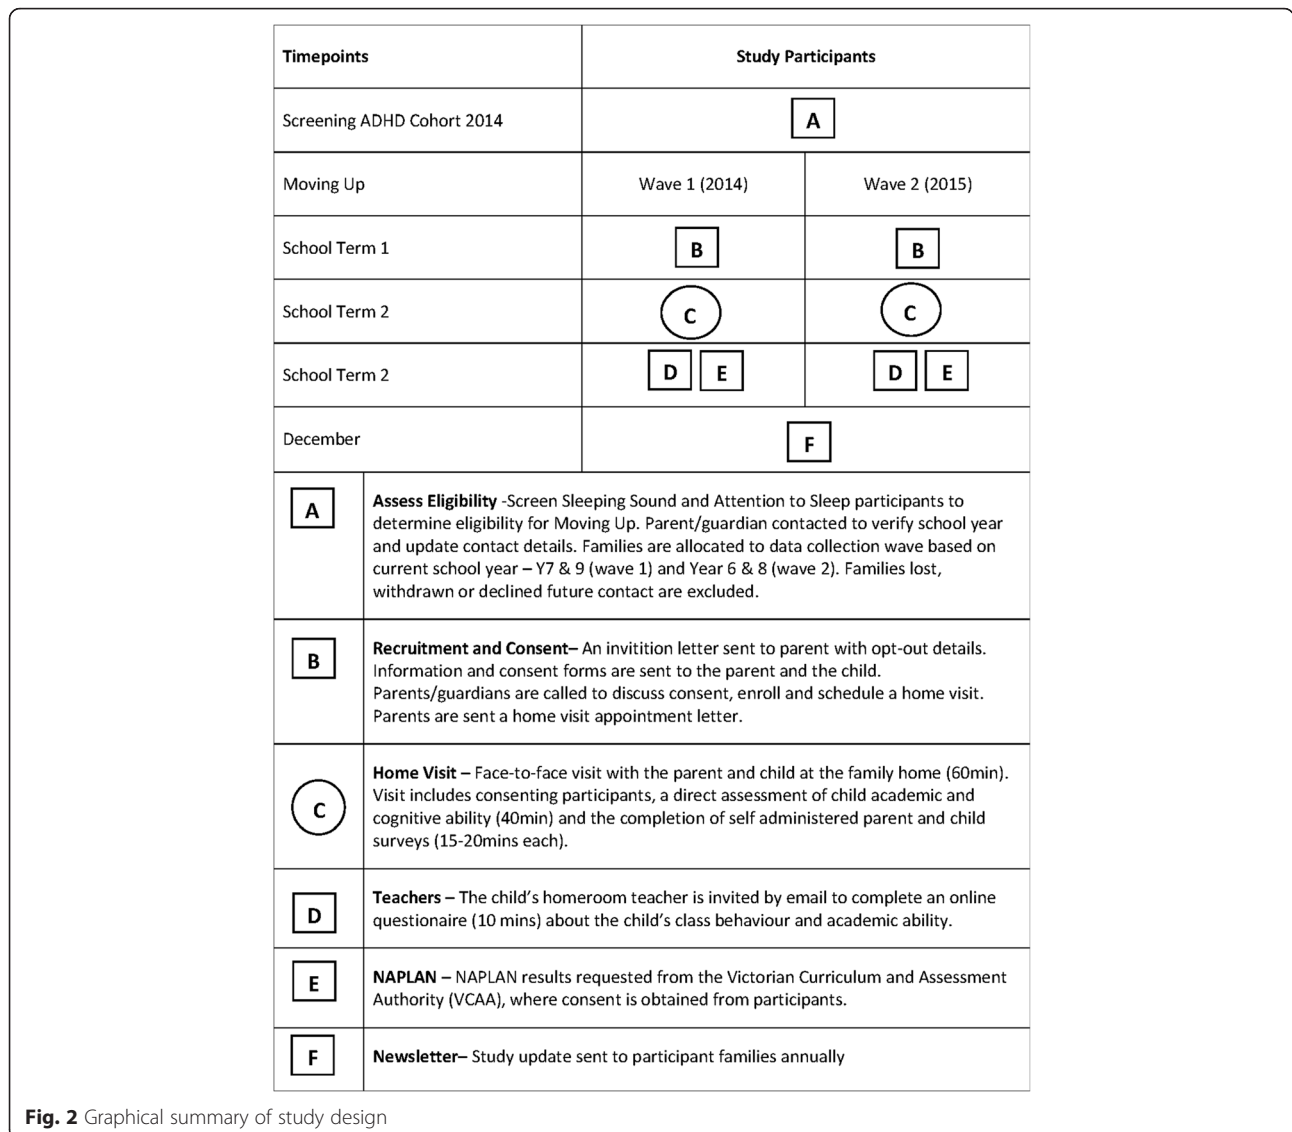 Timepoints Study Participants
Screening ADHD Cohort 2014 A
Moving Up Wave 1 (2014) Wave 2 (2015)
School Term 1 B B
School Term 2 C C
School Term 2 D E D E
December F
A Assess Eligibility -Screen Sleeping Sound and Attention to Sleep participants to
determine eligibility for Moving Up. Parent/guardian contacted to verify school year
and update contact details. Families are allocated to data collection wave based on
current school year – Y7 & 9 (wave 1) and Year 6 & 8 (wave 2). Families lost,
withdrawn or declined future contact are excluded.
B Recruitment and Consent– An invitition letter sent to parent with opt-out details.
Information and consent forms are sent to the parent and the child.
Parents/guardians are called to discuss consent, enroll and schedule a home visit.
Parents are sent a home visit appointment letter.
C Home Visit – Face-to-face visit with the parent and child at the family home (60min).
Visit includes consenting participants, a direct assessment of child academic and
cognitive ability (40min) and the completion of self administered parent and child
surveys (15-20mins each).
D Teachers – The child's homeroom teacher is invited by email to complete an online
questionaire (10 mins) about the child's class behaviour and academic ability.
E NAPLAN – NAPLAN results requested from the Victorian Curriculum and Assessment
Authority (VCAA), where consent is obtained from participants.
F Newsletter– Study update sent to participant families annually
Fig. 2 Graphical summary of study design